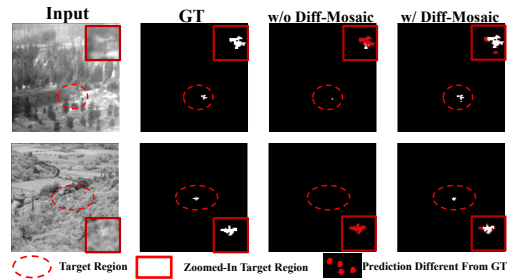 Input GT w/o Diff-Mosaic w/ Diff-Mosaic
Target Region Zoomed-In Target Region Prediction Different From GT